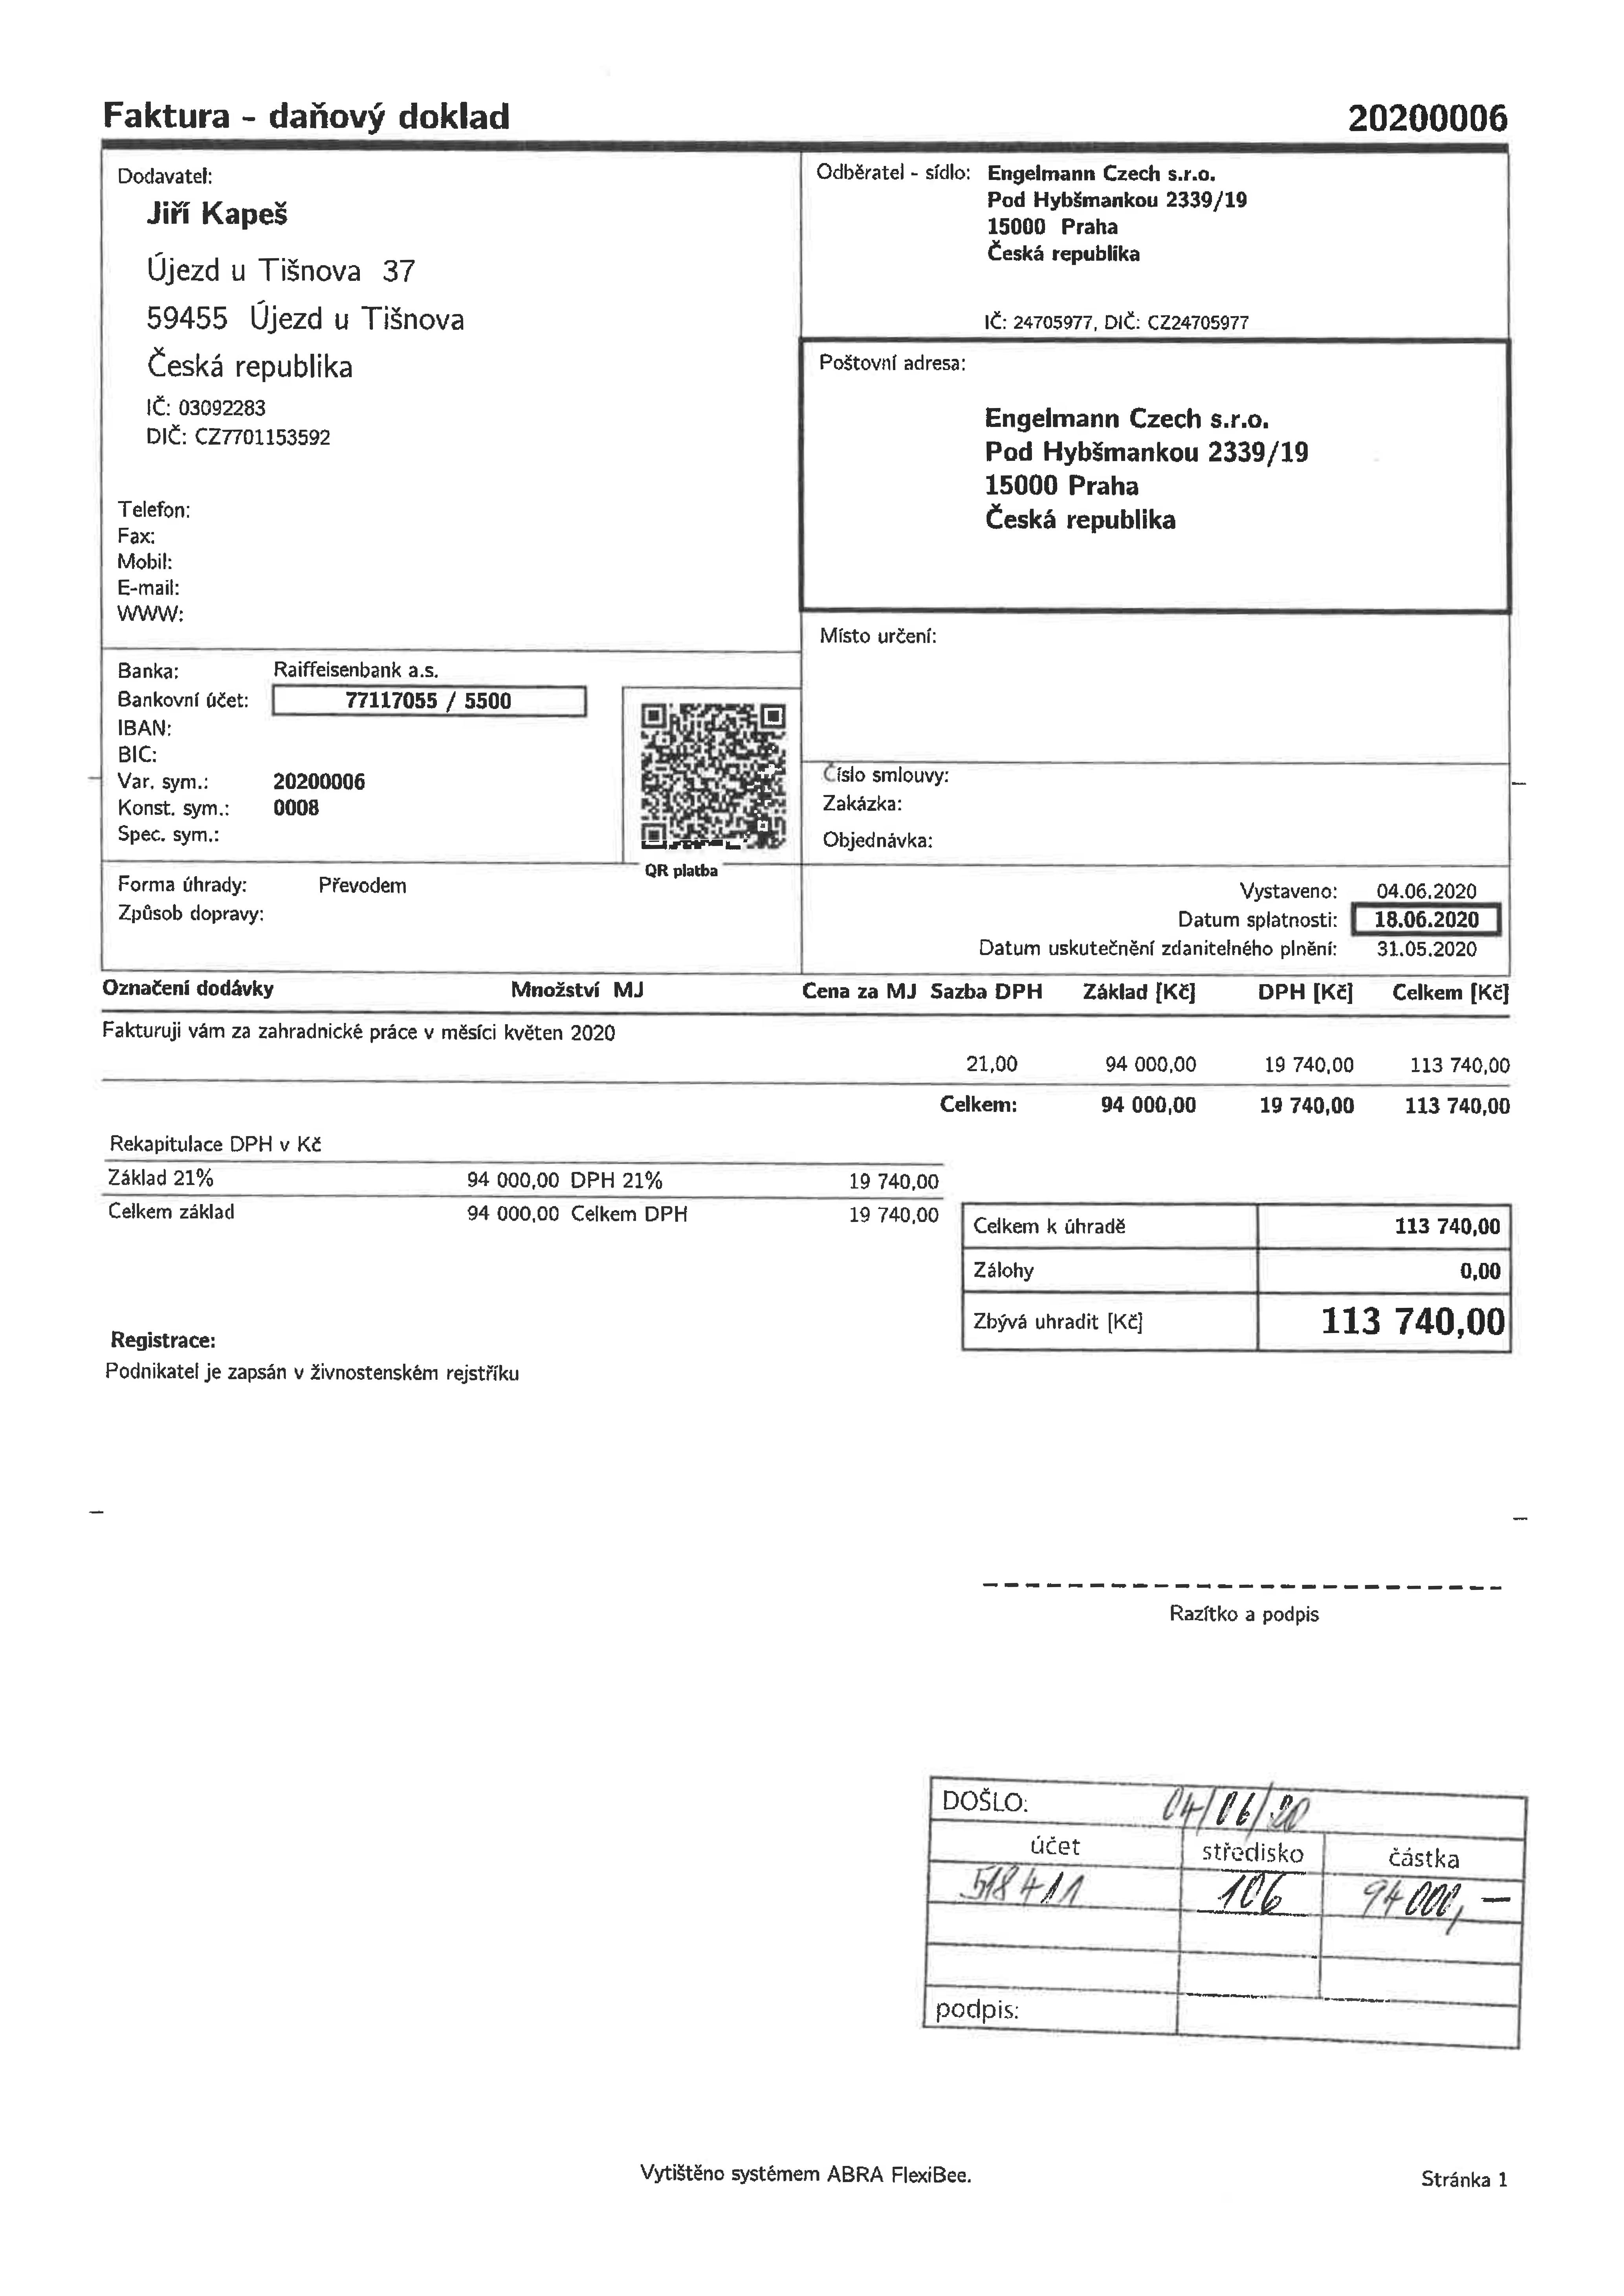 Faktura - daňový doklad 20200006
Dodavatel:
Jiří Kapeš
Újezd u Tišnova 37
59455 Újezd u Tišnova
Česká republika
IČ: 03092283
DIČ: CZ7701153592
Telefon:
Fax:
Mobil:
E-mail:
WWW:
Odběratel - sídlo: Engelmann Czech s.r.o.
Pod Hybšmankou 2339/19
15000 Praha
Česká republika
IČ: 24705977, DIČ: CZ24705977
Poštovní adresa:
Engelmann Czech s.r.o.
Pod Hybšmankou 2339/19
15000 Praha
Česká republika
Místo určení:
Banka: Raiffeisenbank a.s.
Bankovní účet: 77117055 / 5500
IBAN:
BIC:
Var. sym.: 20200006
Konst. sym.: 0008
Spec. sym.:
QR platba
Číslo smlouvy:
Zakázka:
Objednávka:
Forma úhrady: Převodem
Způsob dopravy:
Vystaveno: 04.06.2020
Datum splatnosti: 18.06.2020
Datum uskutečnění zdanitelného plnění: 31.05.2020
Označení dodávky Množství MJ Cena za MJ Sazba DPH Základ [Kč] DPH [Kč] Celkem [Kč]
Fakturuji vám za zahradnické práce v měsíci květen 2020
21,00 94 000,00 19 740,00 113 740,00
Celkem: 94 000,00 19 740,00 113 740,00
Rekapitulace DPH v Kč
Základ 21% 94 000,00 DPH 21% 19 740,00
Celkem základ 94 000,00 Celkem DPH 19 740,00
Celkem k úhradě 113 740,00
Zálohy 0,00
Zbývá uhradit [Kč] 113 740,00
Registrace:
Podnikatel je zapsán v živnostenském rejstříku
Razítko a podpis
DOŠLO: 04/06/20
účet středisko částka
518411 106 94 000,-
podpis:
Vytištěno systémem ABRA FlexiBee. Stránka 1